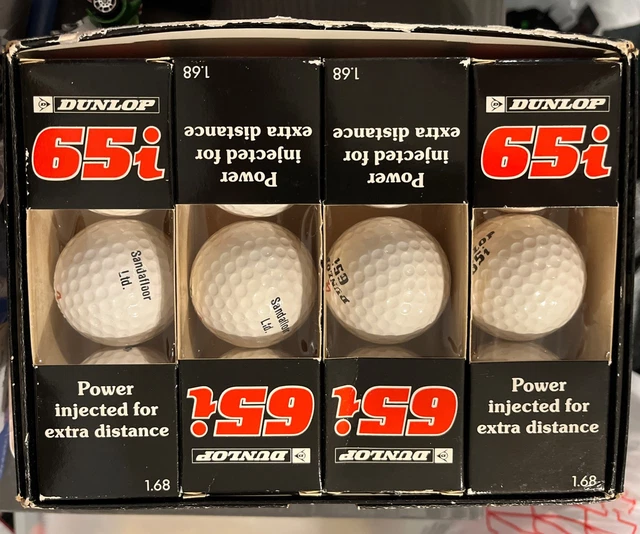 DUNLOP
65i
Sandafloor
Ltd.
Power
injected for
extra distance
1.68
1.68
Power
injected for
extra distance
Ltd.
65i
DUNLOP
1.68
Power
injected for
extra distance
DUNLOP
65i
65i
DUNLOP
DUNLOP
65i
Power
injected for
extra distance
1.68